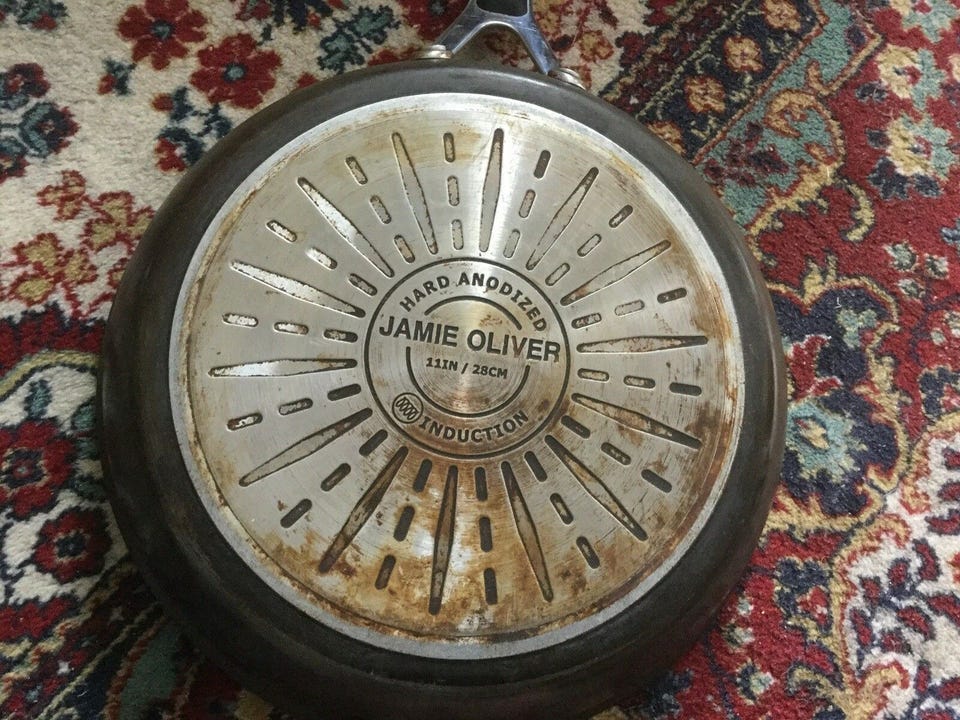 HARD ANODIZED
JAMIE OLIVER
11IN / 28CM
INDUCTION